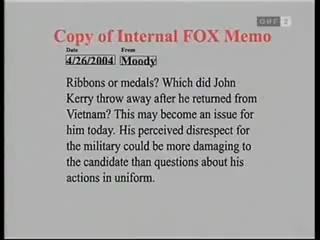 ORF 2
Copy of Internal FOX Memo
Date From
4/26/2004 Moody
Ribbons or medals? Which did John
Kerry throw away after he returned from
Vietnam? This may become an issue for
him today. His perceived disrespect for
the military could be more damaging to
the candidate than questions about his
actions in uniform.